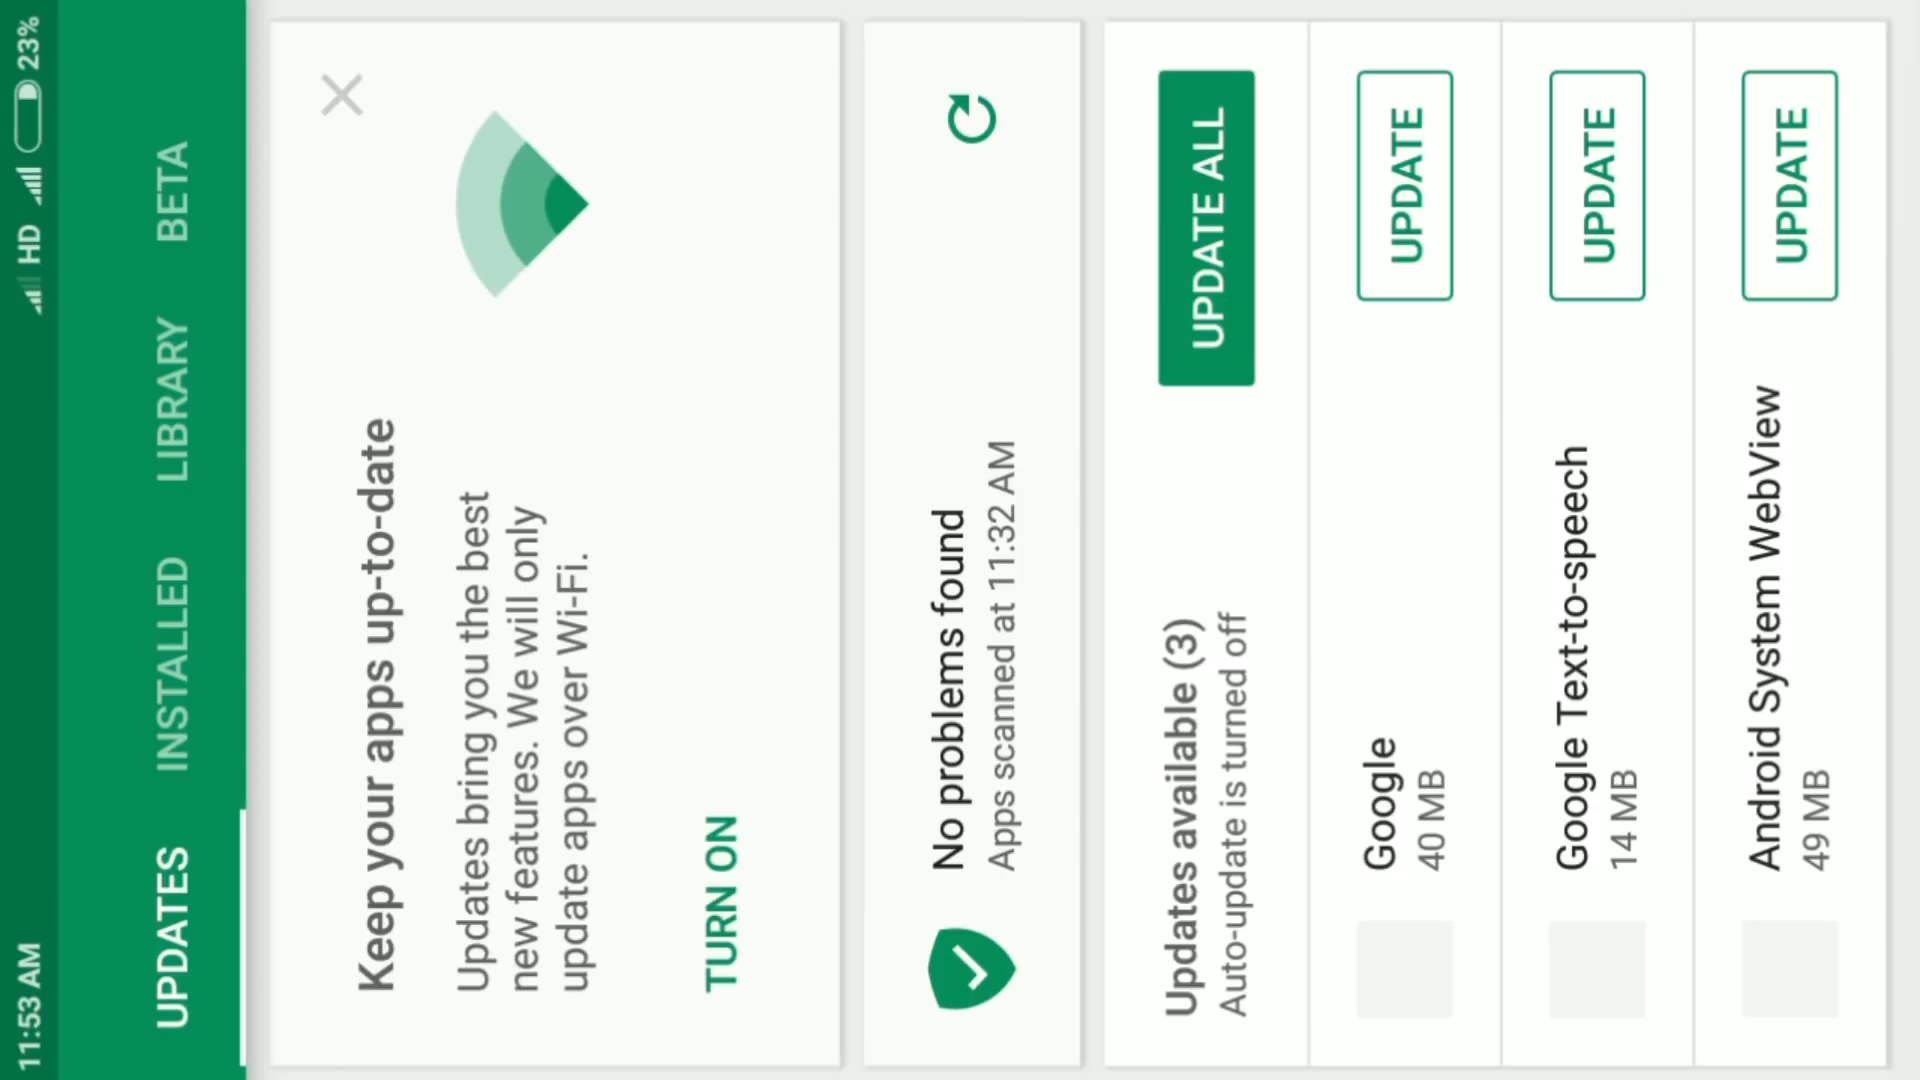 11:53 AM HD 23%
UPDATES INSTALLED LIBRARY BETA
Keep your apps up-to-date
Updates bring you the best
new features. We will only
update apps over Wi-Fi.
TURN ON
No problems found
Apps scanned at 11:32 AM
Updates available (3)
Auto-update is turned off
UPDATE ALL
Google
40 MB
UPDATE
Google Text-to-speech
14 MB
UPDATE
Android System WebView
49 MB
UPDATE